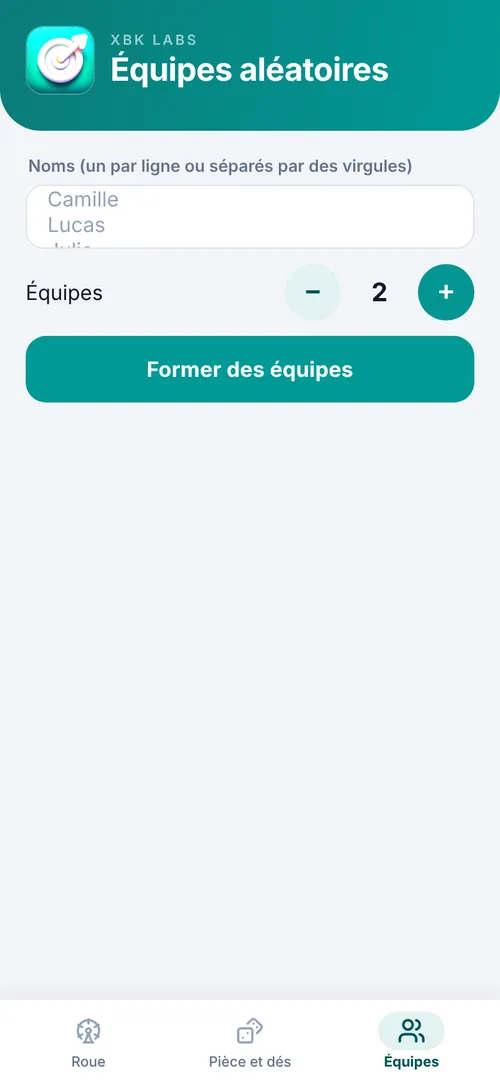 XBK LABS
Équipes aléatoires
Noms (un par ligne ou séparés par des virgules)
Camille
Lucas
Équipes
−
2
+
Former des équipes
Roue
Pièce et dés
Équipes